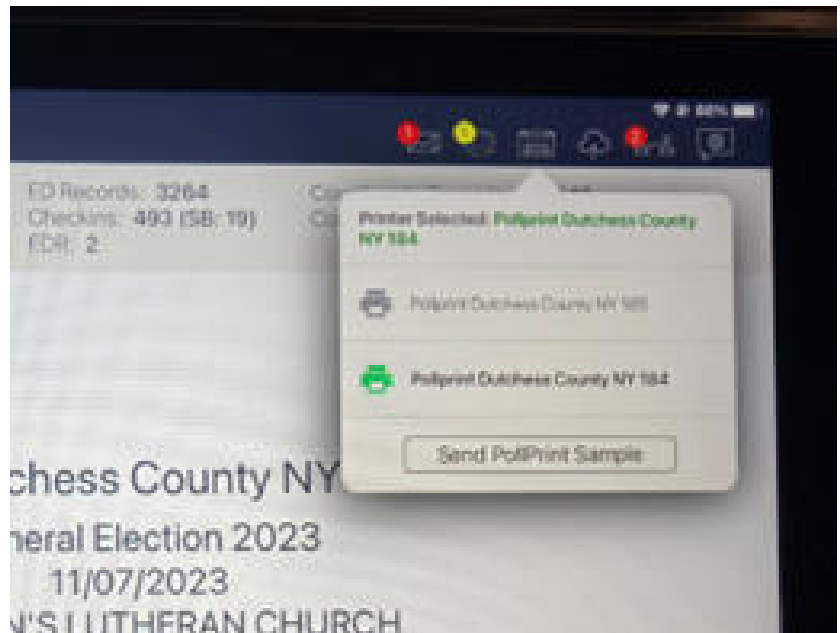 ED Records: 3264
Checkins: 493 (SB: 19)
EDR: 2
Printer Selected: Pollprint Dutchess County
NY 184
Pollprint Dutchess County NY
Pollprint Dutchess County NY 184
Send PollPrint Sample
chess County NY
neral Election 2023
11/07/2023
N'S LUTHERAN CHURCH